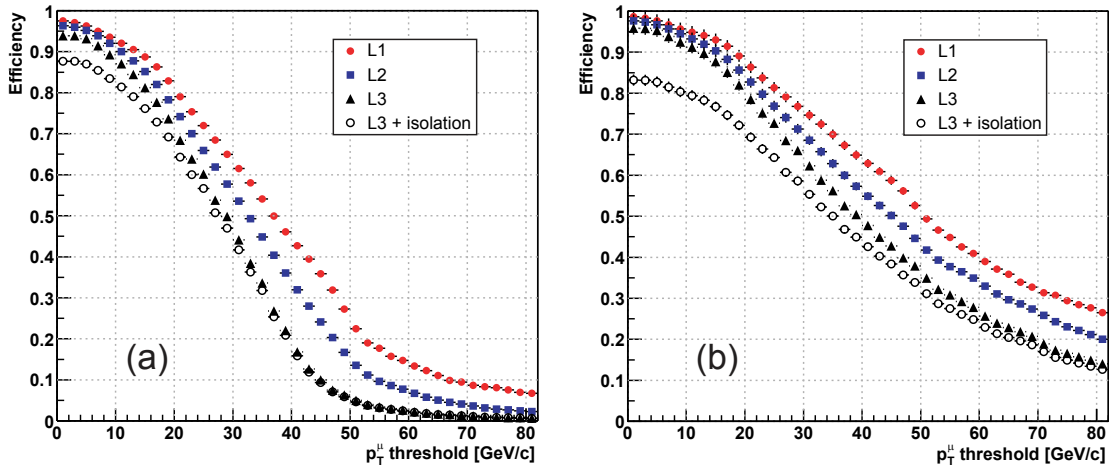 Efficiency
1
0.9
0.8
0.7
0.6
0.5
0.4
0.3
0.2
0.1
0
L1
L2
L3
L3 + isolation
(a)
0 10 20 30 40 50 60 70 80
p_T^μ threshold [GeV/c]
Efficiency
1
0.9
0.8
0.7
0.6
0.5
0.4
0.3
0.2
0.1
0
L1
L2
L3
L3 + isolation
(b)
0 10 20 30 40 50 60 70 80
p_T^μ threshold [GeV/c]